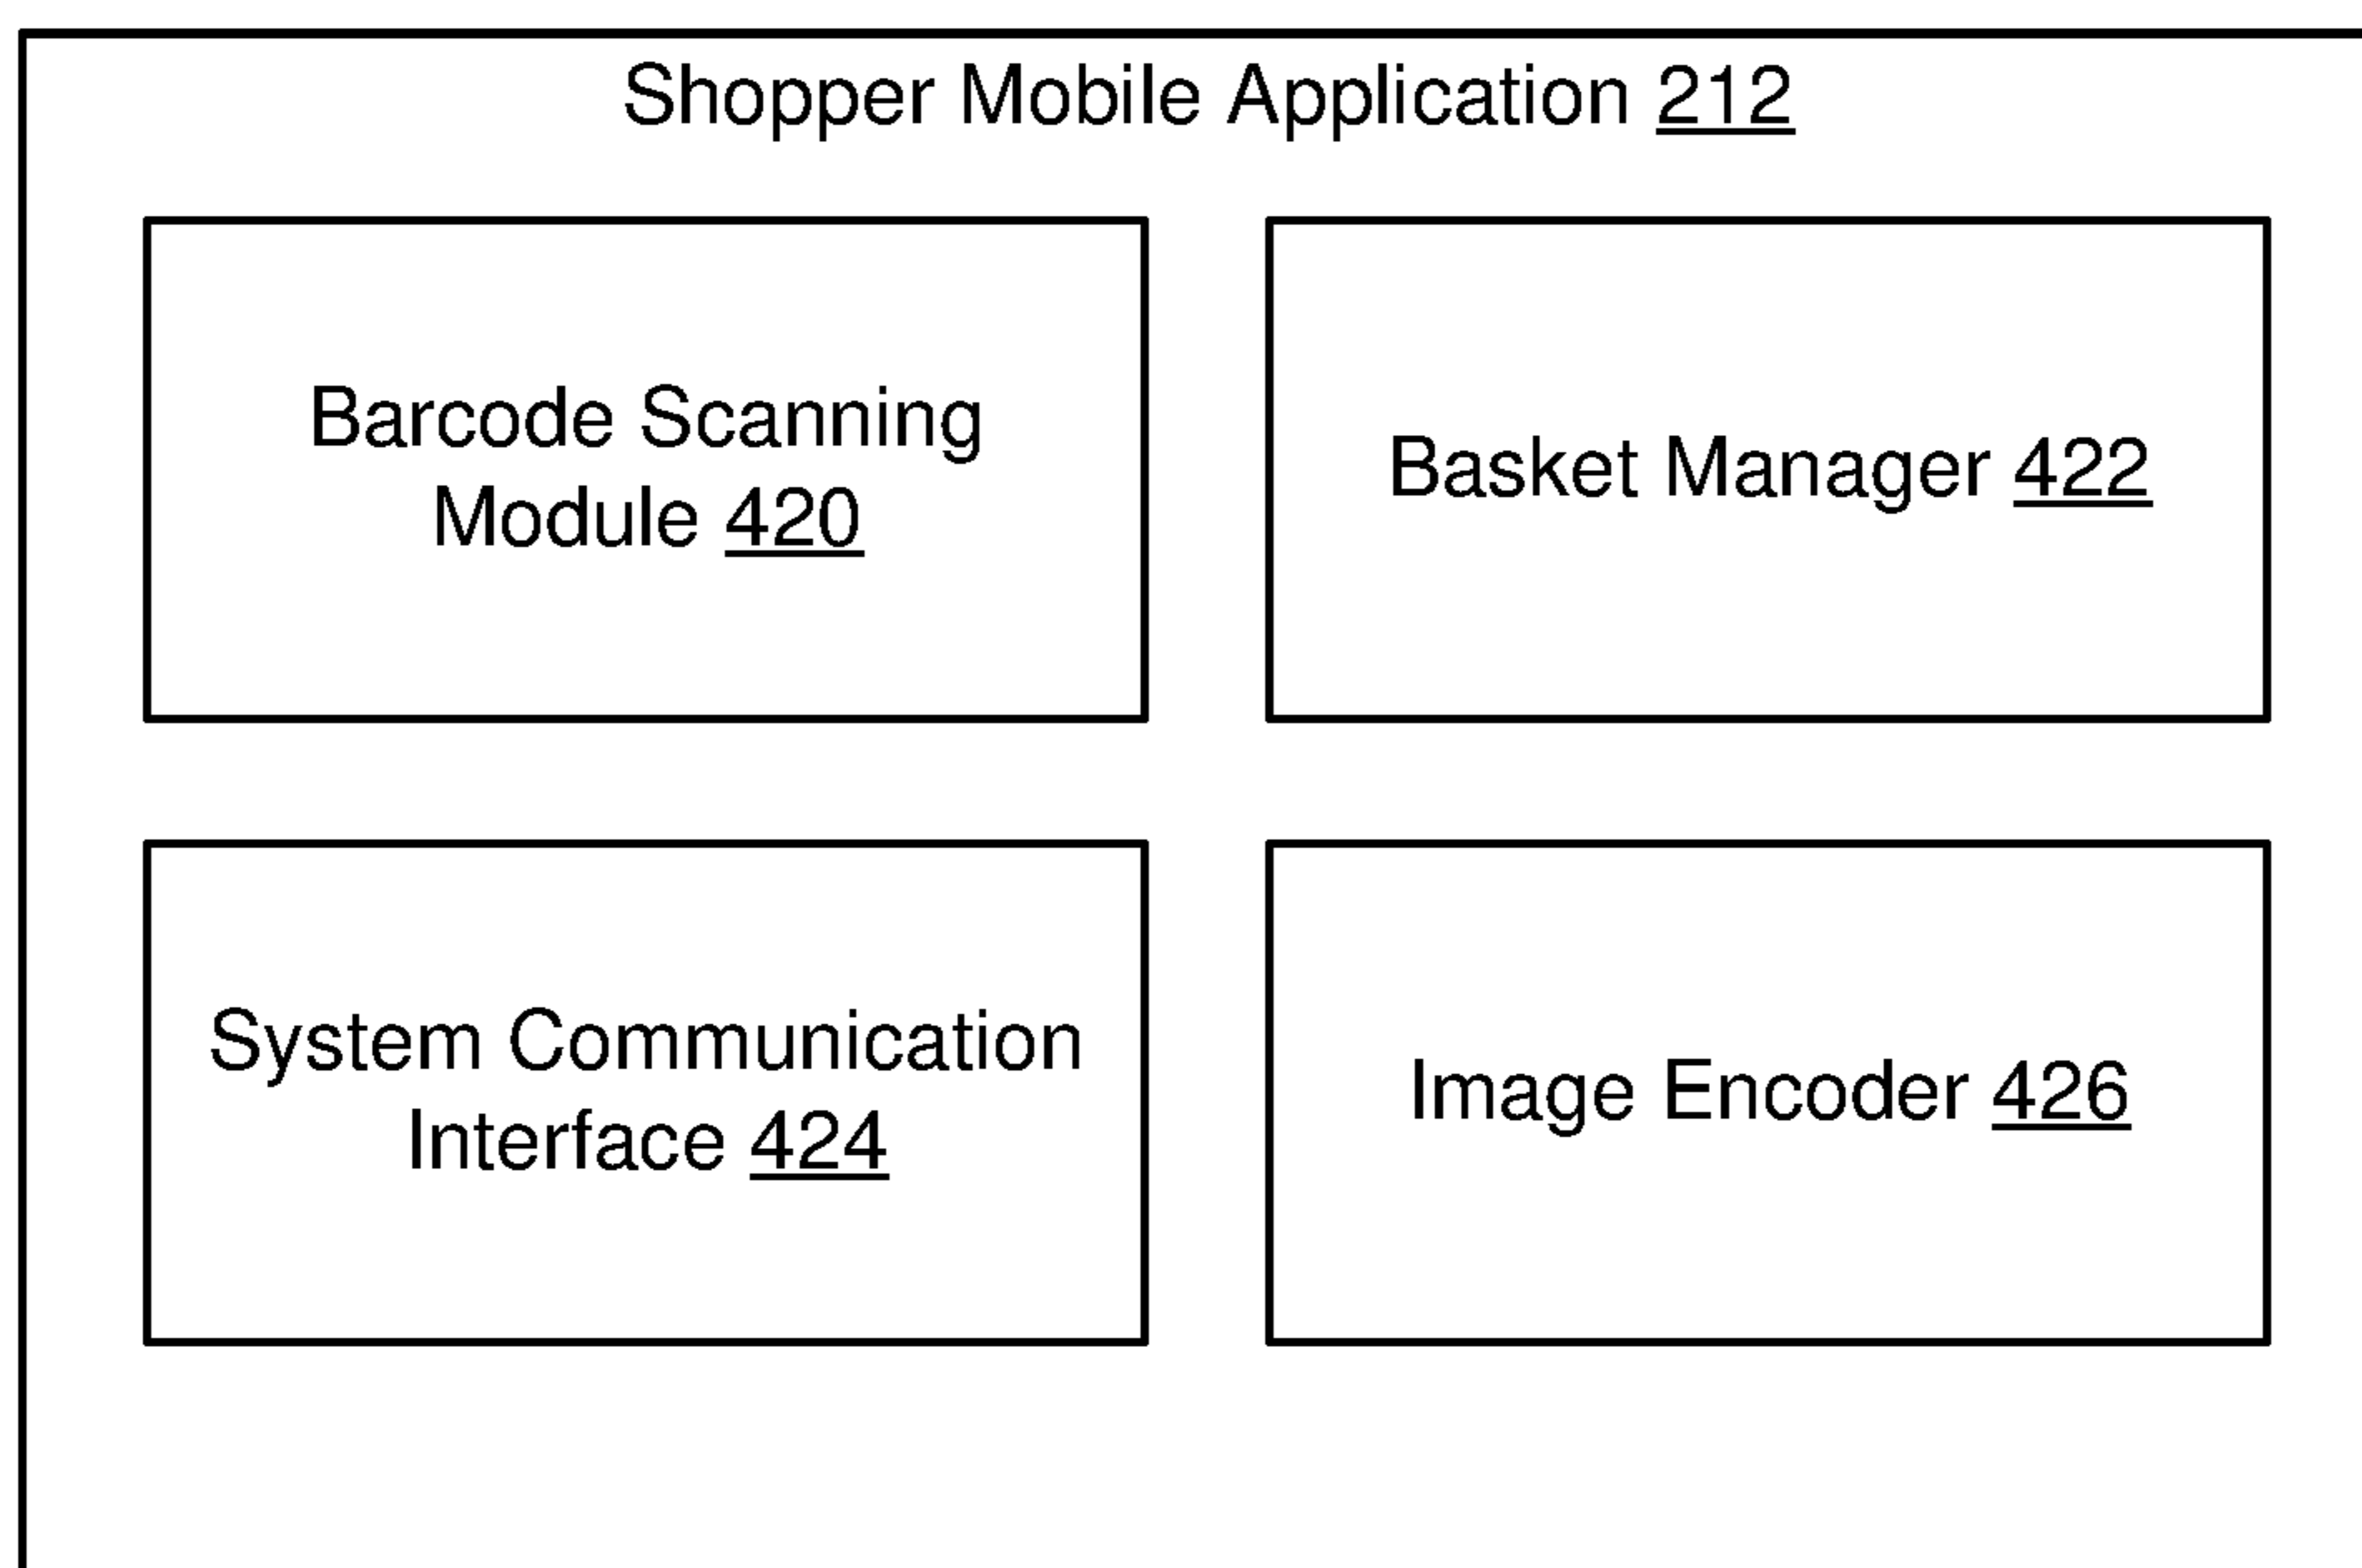 Shopper Mobile Application 212
Barcode Scanning
Module 420
Basket Manager 422
System Communication
Interface 424
Image Encoder 426